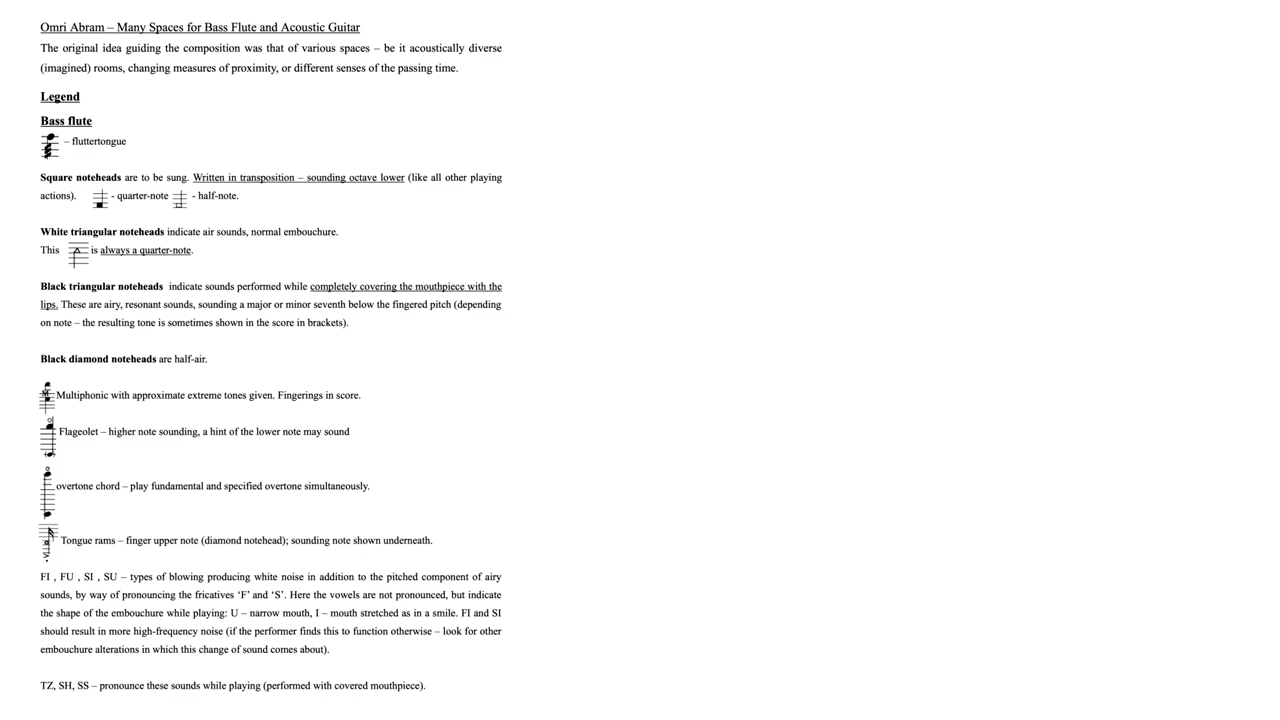 Omri Abram – Many Spaces for Bass Flute and Acoustic Guitar
The original idea guiding the composition was that of various spaces – be it acoustically diverse
(imagined) rooms, changing measures of proximity, or different senses of the passing time.
Legend
Bass flute
– fluttertongue
Square noteheads are to be sung. Written in transposition – sounding octave lower (like all other playing
actions). - quarter-note - half-note.
White triangular noteheads indicate air sounds, normal embouchure.
This is always a quarter-note.
Black triangular noteheads indicate sounds performed while completely covering the mouthpiece with the
lips. These are airy, resonant sounds, sounding a major or minor seventh below the fingered pitch (depending
on note – the resulting tone is sometimes shown in the score in brackets).
Black diamond noteheads are half-air.
Multiphonic with approximate extreme tones given. Fingerings in score.
Flageolet – higher note sounding, a hint of the lower note may sound
overtone chord – play fundamental and specified overtone simultaneously.
Tongue rams – finger upper note (diamond notehead); sounding note shown underneath.
FI , FU , SI , SU – types of blowing producing white noise in addition to the pitched component of airy
sounds, by way of pronouncing the fricatives ‘F’ and ‘S’. Here the vowels are not pronounced, but indicate
the shape of the embouchure while playing: U – narrow mouth, I – mouth stretched as in a smile. FI and SI
should result in more high-frequency noise (if the performer finds this to function otherwise – look for other
embouchure alterations in which this change of sound comes about).
TZ, SH, SS – pronounce these sounds while playing (performed with covered mouthpiece).